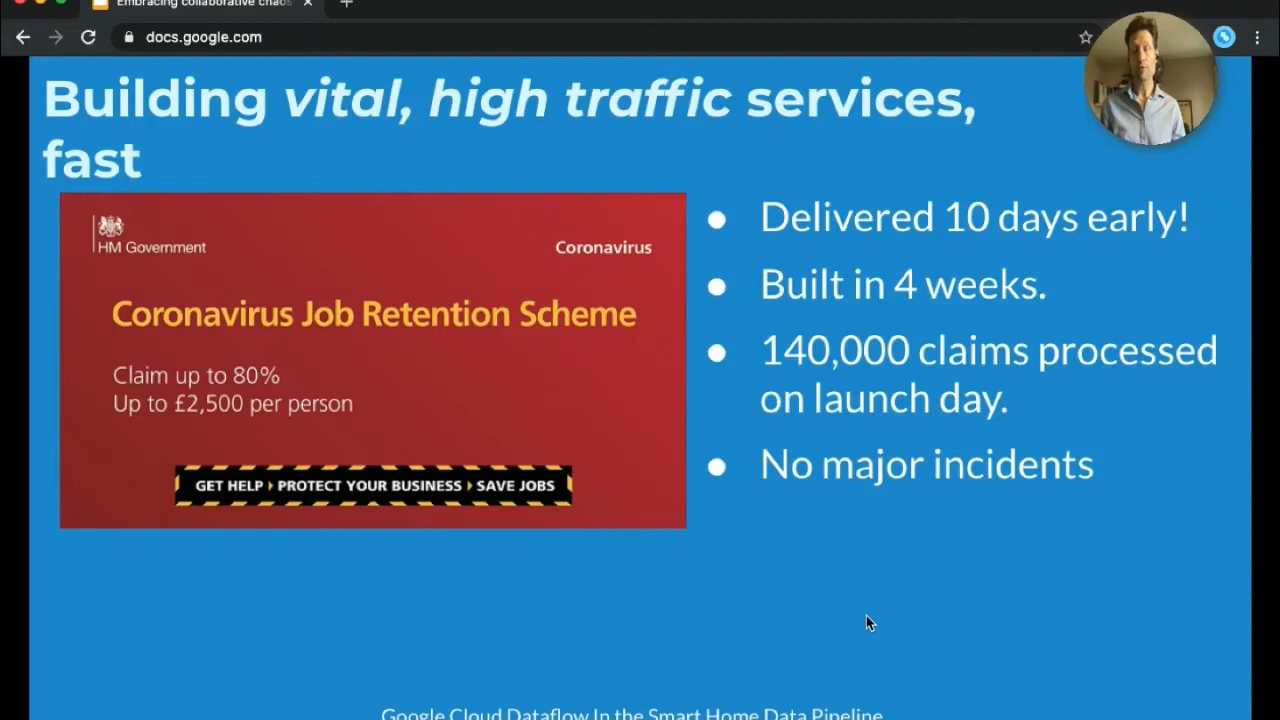 Embracing collaborative chaos
docs.google.com
Building vital, high traffic services,
fast
HM Government
Coronavirus
Coronavirus Job Retention Scheme
Claim up to 80%
Up to £2,500 per person
GET HELP › PROTECT YOUR BUSINESS › SAVE JOBS
● Delivered 10 days early!
● Built in 4 weeks.
● 140,000 claims processed
on launch day.
● No major incidents
Google Cloud Dataflow In the Smart Home Data Pipeline